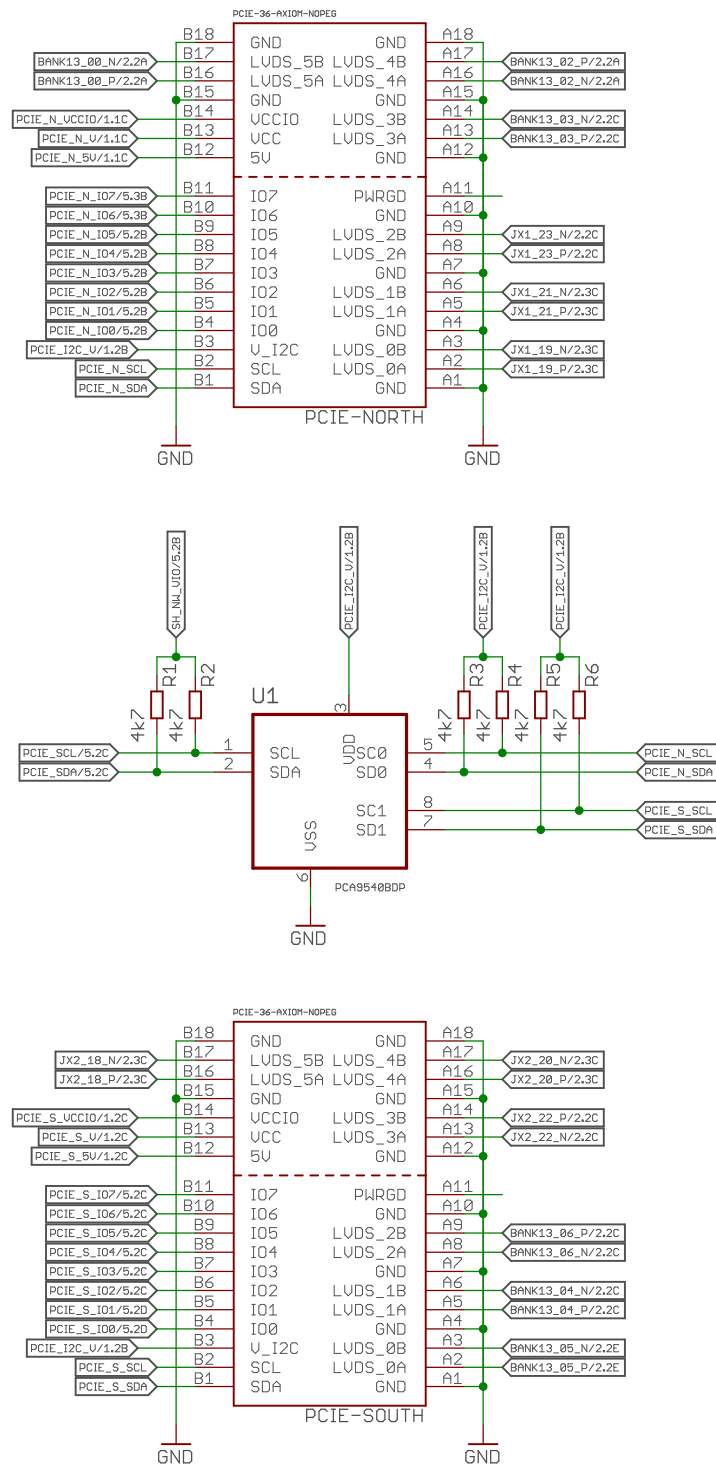 PCIE-36-AXIOM-NOPEG
B18 GND GND A18
BANK13_00_N/2.2A B17 LVDS_5B LVDS_4B A17 BANK13_02_P/2.2A
BANK13_00_P/2.2A B16 LVDS_5A LVDS_4A A16 BANK13_02_N/2.2A
B15 GND GND A15
PCIE_N_VCCIO/1.1C B14 VCCIO LVDS_3B A14 BANK13_03_N/2.2C
PCIE_N_V/1.1C B13 VCC LVDS_3A A13 BANK13_03_P/2.2C
PCIE_N_5V/1.1C B12 5V GND A12
PCIE_N_IO7/5.3B B11 IO7 PWRGD A11
PCIE_N_IO6/5.3B B10 IO6 GND A10
PCIE_N_IO5/5.2B B9 IO5 LVDS_2B A9 JX1_23_N/2.2C
PCIE_N_IO4/5.2B B8 IO4 LVDS_2A A8 JX1_23_P/2.2C
PCIE_N_IO3/5.2B B7 IO3 GND A7
PCIE_N_IO2/5.2B B6 IO2 LVDS_1B A6 JX1_21_N/2.3C
PCIE_N_IO1/5.2B B5 IO1 LVDS_1A A5 JX1_21_P/2.3C
PCIE_N_IO0/5.2B B4 IO0 GND A4
PCIE_I2C_V/1.2B B3 V_I2C LVDS_0B A3 JX1_19_N/2.3C
PCIE_N_SCL B2 SCL LVDS_0A A2 JX1_19_P/2.3C
PCIE_N_SDA B1 SDA GND A1
PCIE-NORTH
GND GND
SH_NW_VIO/5.2B PCIE_I2C_V/1.2B PCIE_I2C_V/1.2B PCIE_I2C_V/1.2B
R1 R2 R3 R4 R5 R6
4k7 4k7 4k7 4k7 4k7 4k7
U1
3
VDD
PCIE_SCL/5.2C 1 SCL SC0 5 PCIE_N_SCL
PCIE_SDA/5.2C 2 SDA SD0 4 PCIE_N_SDA
SC1 8 PCIE_S_SCL
SD1 7 PCIE_S_SDA
VSS
6
PCA9540BDP
GND
PCIE-36-AXIOM-NOPEG
B18 GND GND A18
JX2_18_N/2.3C B17 LVDS_5B LVDS_4B A17 JX2_20_N/2.3C
JX2_18_P/2.3C B16 LVDS_5A LVDS_4A A16 JX2_20_P/2.3C
B15 GND GND A15
PCIE_S_VCCIO/1.2C B14 VCCIO LVDS_3B A14 JX2_22_P/2.2C
PCIE_S_V/1.2C B13 VCC LVDS_3A A13 JX2_22_N/2.2C
PCIE_S_5V/1.2C B12 5V GND A12
PCIE_S_IO7/5.2C B11 IO7 PWRGD A11
PCIE_S_IO6/5.2C B10 IO6 GND A10
PCIE_S_IO5/5.2C B9 IO5 LVDS_2B A9 BANK13_06_P/2.2C
PCIE_S_IO4/5.2C B8 IO4 LVDS_2A A8 BANK13_06_N/2.2C
PCIE_S_IO3/5.2C B7 IO3 GND A7
PCIE_S_IO2/5.2C B6 IO2 LVDS_1B A6 BANK13_04_N/2.2C
PCIE_S_IO1/5.2D B5 IO1 LVDS_1A A5 BANK13_04_P/2.2C
PCIE_S_IO0/5.2D B4 IO0 GND A4
PCIE_I2C_V/1.2B B3 V_I2C LVDS_0B A3 BANK13_05_N/2.2E
PCIE_S_SCL B2 SCL LVDS_0A A2 BANK13_05_P/2.2E
PCIE_S_SDA B1 SDA GND A1
PCIE-SOUTH
GND GND